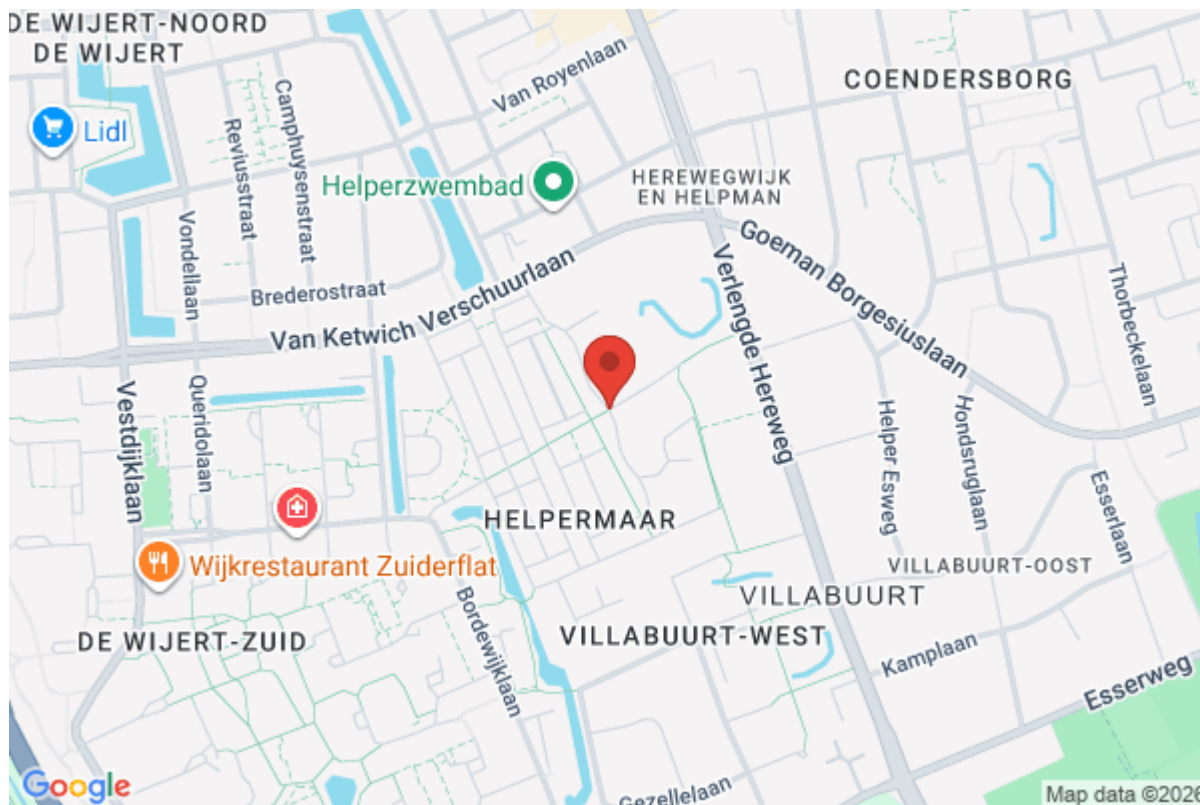 DE WIJERT-NOORD
DE WIJERT
Lidl
Reviusstraat
Camphuysenstraat
Van Royenlaan
COENDERSBORG
Helperzwembad
HEREWEGWIJK
EN HELPMAN
Vondellaan
Brederostraat
Van Ketwich Verschuurlaan
Goeman Borgesiuslaan
Verlengde Hereweg
Thorbeckelaan
Vestdijklaan
Queridolaan
Helper Esweg
Hondsruglaan
Esserlaan
HELPERMAAR
Wijkrestaurant Zuiderflat
VILLABUURT-OOST
VILLABUURT
VILLABUURT-WEST
DE WIJERT-ZUID
Bordewijklaan
Kamplaan
Esserweg
Gezellelaan
Google
Map data ©2026